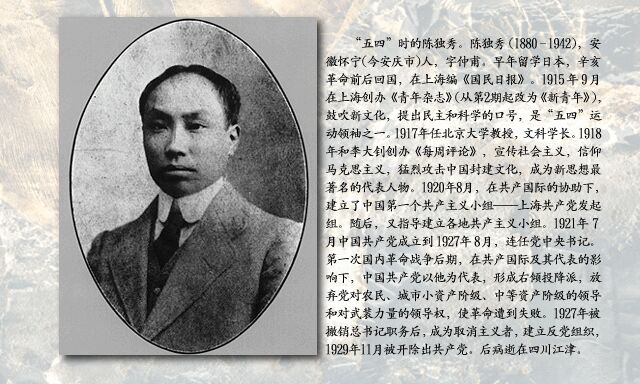 “五四”时的陈独秀。陈独秀(1880-1942)，安
徽怀宁(今安庆市)人，字仲甫。早年留学日本，辛亥
革命前后回国，在上海编《国民日报》。1915年9月
在上海创办《青年杂志》(从第2期起改为《新青年》)，
鼓吹新文化，提出民主和科学的口号，是“五四”运
动领袖之一。1917年任北京大学教授，文科学长。1918
年和李大钊创办《每周评论》，宣传社会主义，信仰
马克思主义，猛烈攻击中国封建文化，成为新思想最
著名的代表人物。1920年8月，在共产国际的协助下，
建立了中国第一个共产主义小组——上海共产党发起
组。随后，又指导建立各地共产主义小组。1921年7
月中国共产党成立到1927年8月，连任党中央书记。
第一次国内革命战争后期，在共产国际及其代表的影
响下，中国共产党以他为代表，形成右倾投降派，放
弃党对农民、城市小资产阶级、中等资产阶级的领导
和对武装力量的领导权，使革命遭到失败。1927年被
撤销总书记职务后，成为取消主义者，建立反党组织，
1929年11月被开除出共产党。后病逝在四川江津。